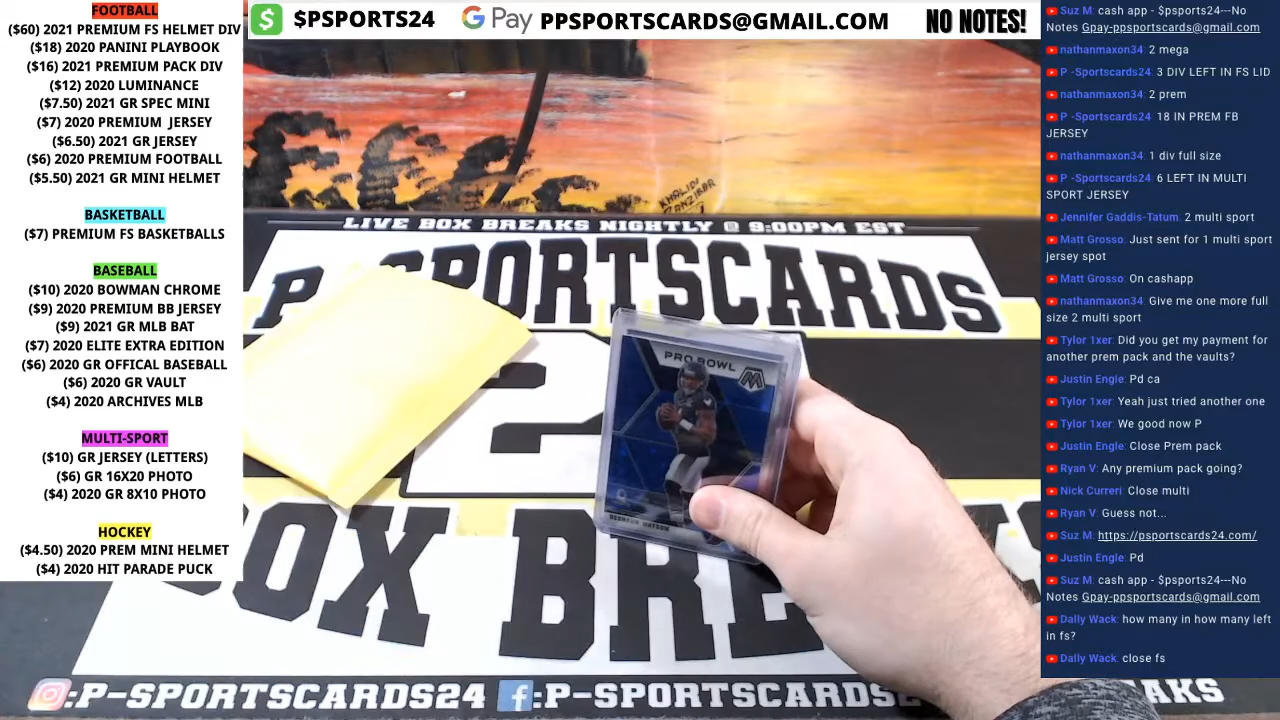 FOOTBALL
($60) 2021 PREMIUM FS HELMET DIV
($18) 2020 PANINI PLAYBOOK
($16) 2021 PREMIUM PACK DIV
($12) 2020 LUMINANCE
($7.50) 2021 GR SPEC MINI
($7) 2020 PREMIUM JERSEY
($6.50) 2021 GR JERSEY
($6) 2020 PREMIUM FOOTBALL
($5.50) 2021 GR MINI HELMET
BASKETBALL
($7) PREMIUM FS BASKETBALLS
BASEBALL
($10) 2020 BOWMAN CHROME
($9) 2020 PREMIUM BB JERSEY
($9) 2021 GR MLB BAT
($7) 2020 ELITE EXTRA EDITION
($6) 2020 GR OFFICAL BASEBALL
($6) 2020 GR VAULT
($4) 2020 ARCHIVES MLB
MULTI-SPORT
($10) GR JERSEY (LETTERS)
($6) GR 16X20 PHOTO
($4) 2020 GR 8X10 PHOTO
HOCKEY
($4.50) 2020 PREM MINI HELMET
($4) 2020 HIT PARADE PUCK
$PSPORTS24
G Pay PPSPORTSCARDS@GMAIL.COM
NO NOTES!
KHALIDI
ZANZIBAR
LIVE BOX BREAKS NIGHTLY @ 9:00PM EST
P-SPORTSCARDS
2
BOX BRE
PRO BOWL
M
DESHAUN WATSON
:P-SPORTSCARDS24
:P-SPORTSCARDS2
BREAKS
Suz M: cash app - $psports24---No
Notes Gpay-ppsportscards@gmail.com
nathanmaxon34: 2 mega
P -Sportscards24: 3 DIV LEFT IN FS LID
nathanmaxon34: 2 prem
P -Sportscards24: 18 IN PREM FB
JERSEY
nathanmaxon34: 1 div full size
P -Sportscards24: 6 LEFT IN MULTI
SPORT JERSEY
Jennifer Gaddis-Tatum: 2 multi sport
Matt Grosso: Just sent for 1 multi sport
jersey spot
Matt Grosso: On cashapp
nathanmaxon34: Give me one more full
size 2 multi sport
Tylor 1xer: Did you get my payment for
another prem pack and the vaults?
Justin Engle: Pd ca
Tylor 1xer: Yeah just tried another one
Tylor 1xer: We good now P
Justin Engle: Close Prem pack
Ryan V: Any premium pack going?
Nick Curreri: Close multi
Ryan V: Guess not...
Suz M: https://psportscards24.com/
Justin Engle: Pd
Suz M: cash app - $psports24---No
Notes Gpay-ppsportscards@gmail.com
Dally Wack: how many in how many left
in fs?
Dally Wack: close fs